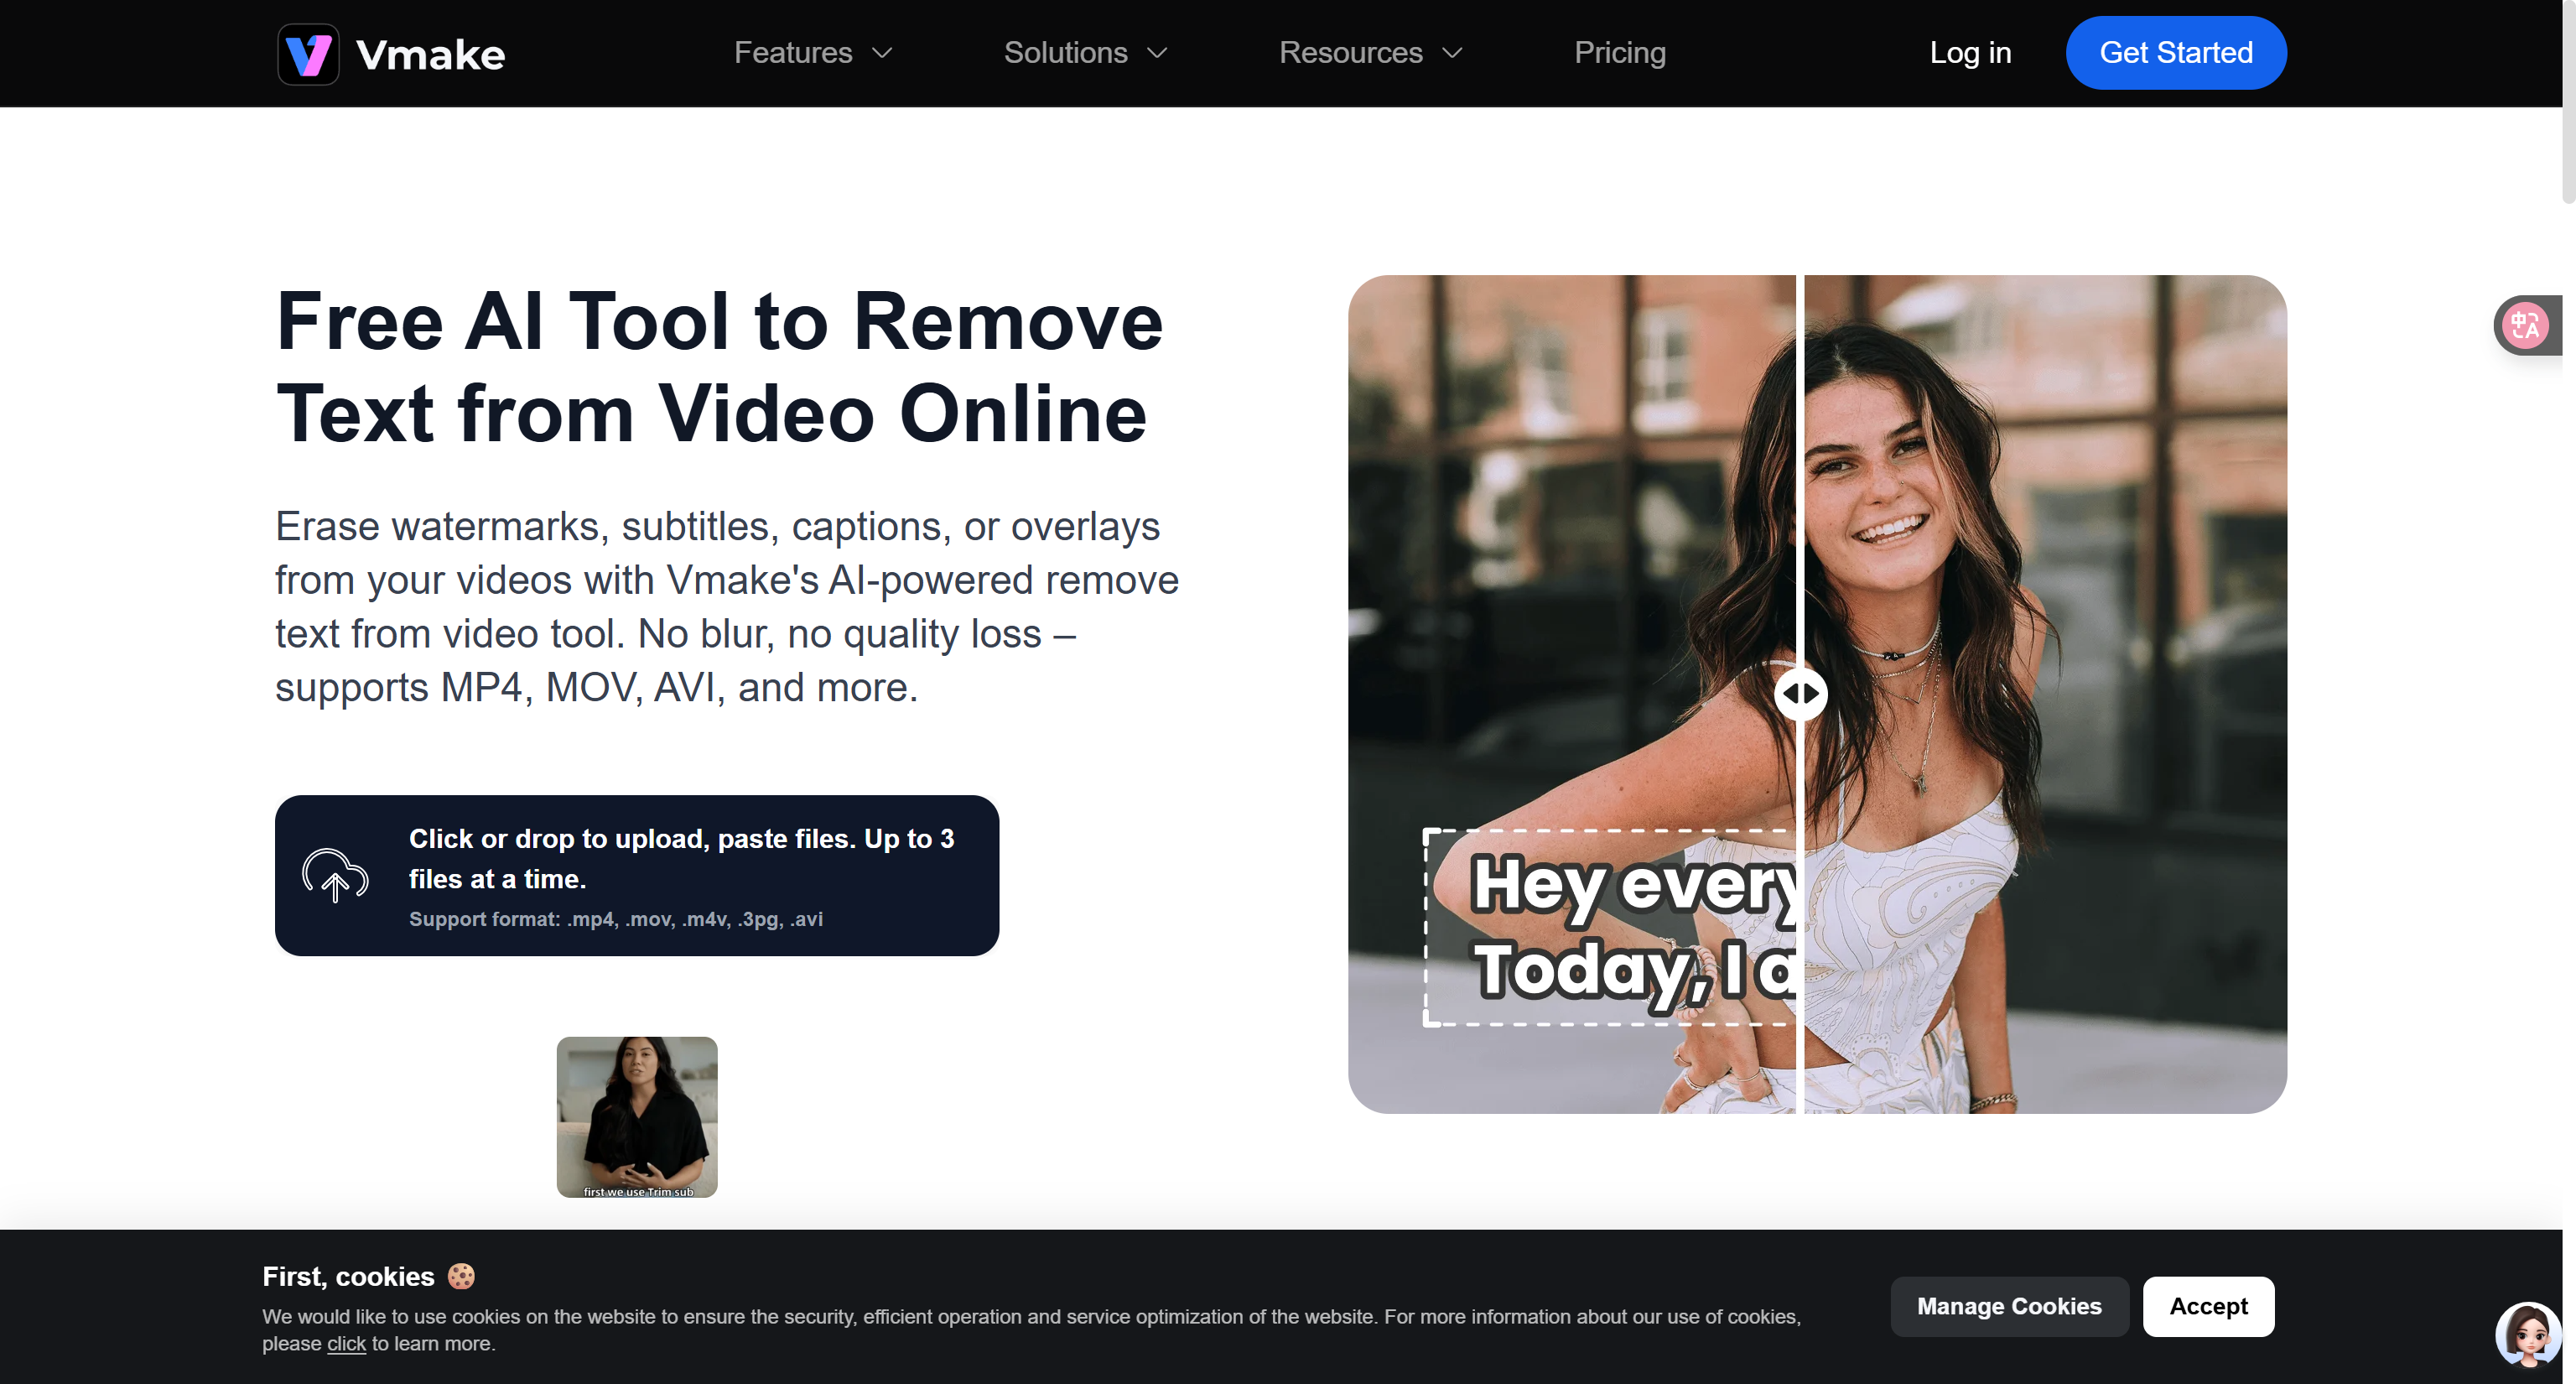 Vmake
Features
Solutions
Resources
Pricing
Log in
Get Started
Free AI Tool to Remove
Text from Video Online
Erase watermarks, subtitles, captions, or overlays
from your videos with Vmake's AI-powered remove
text from video tool. No blur, no quality loss –
supports MP4, MOV, AVI, and more.
Click or drop to upload, paste files. Up to 3
files at a time.
Support format: .mp4, .mov, .m4v, .3pg, .avi
first we use Trim sub
Hey every
Today, I a
中A
First, cookies 🍪
We would like to use cookies on the website to ensure the security, efficient operation and service optimization of the website. For more information about our use of cookies,
please click to learn more.
Manage Cookies
Accept